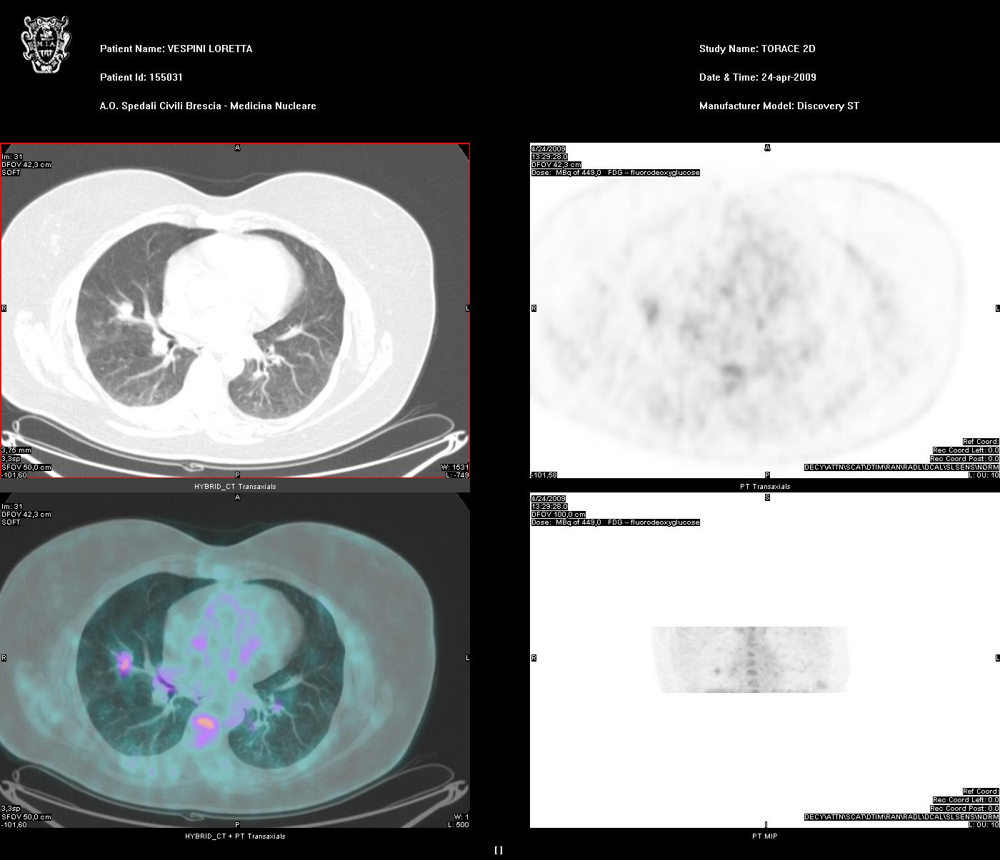 M.I.A.
Patient Name: VESPINI LORETTA
Patient Id: 155031
A.O. Spedali Civili Brescia - Medicina Nucleare
Study Name: TORACE 2D
Date & Time: 24-apr-2009
Manufacturer Model: Discovery ST
A
Im: 31
DFOV 42,3 cm
SOFT
R
L
3,75 mm
3,3sp
SFOV 50,0 cm
-101,60
P
W: 1531
L: -749
HYBRID_CT Transaxials
4/24/2009
13:29:28.0
DFOV 42,3 cm
Dose: MBq of 449,0 FDG -- fluorodeoxyglucose
A
R
L
Ref Coord:
Rec Coord Left: 0.0
Rec Coord Post: 0.0
DECY\ATTN\SCAT\DTIM\RAN\RADL\DCAL\SLSENS\NORM
-101,58
P
L: 0U: 10
PT Transaxials
A
Im: 31
DFOV 42,3 cm
SOFT
R
L
3,3sp
SFOV 50,0 cm
-101,60
P
W: 1
L: 500
HYBRID_CT + PT Transaxials
4/24/2009
13:29:28.0
DFOV 100,0 cm
Dose: MBq of 449,0 FDG -- fluorodeoxyglucose
S
R
L
Ref Coord:
Rec Coord Left: 0.0
Rec Coord Post: 0.0
DECY\ATTN\SCAT\DTIM\RAN\RADL\DCAL\SLSENS\NORM
I
L: 0U: 10
PT MIP
[ ]